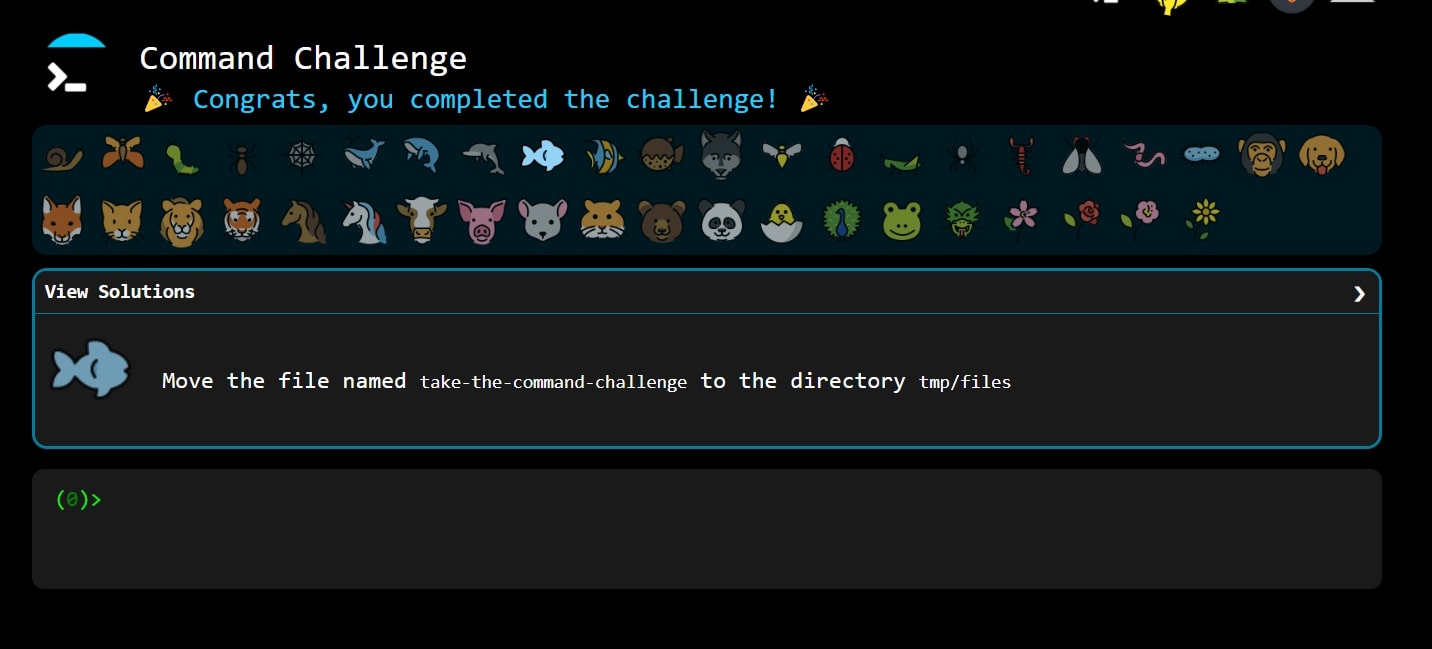 Command Challenge
🎉 Congrats, you completed the challenge! 🎉
View Solutions ❯
Move the file named take-the-command-challenge to the directory tmp/files
(0)>